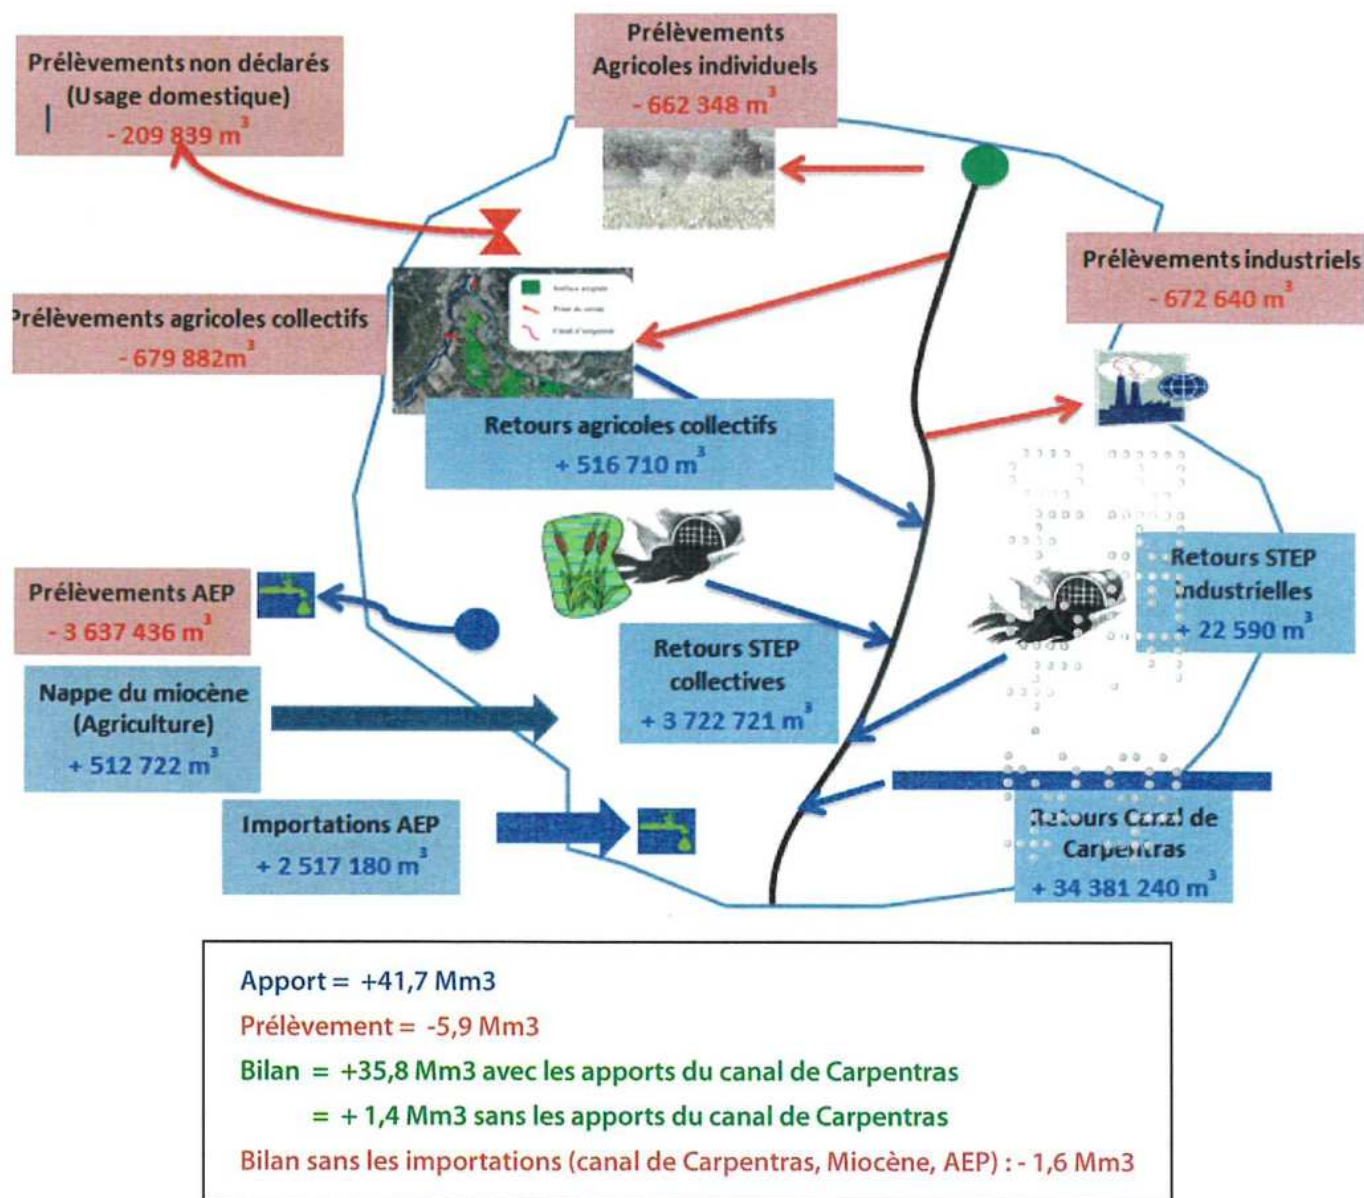 Prélèvements non déclarés
(Usage domestique)
- 209 839 m³
Prélèvements
Agricoles individuels
- 662 348 m³
Prélèvements industriels
- 672 640 m³
Prélèvements agricoles collectifs
- 679 882m³
Retours agricoles collectifs
+ 516 710 m³
Prélèvements AEP
- 3 637 436 m³
Retours STEP
industrielles
+ 22 590 m³
Retours STEP
collectives
+ 3 722 721 m³
Nappe du miocène
(Agriculture)
+ 512 722 m³
Importations AEP
+ 2 517 180 m³
Retours Canal de
Carpentras
+ 34 381 240 m³
Apport = +41,7 Mm3
Prélèvement = -5,9 Mm3
Bilan = +35,8 Mm3 avec les apports du canal de Carpentras
= + 1,4 Mm3 sans les apports du canal de Carpentras
Bilan sans les importations (canal de Carpentras, Miocène, AEP) : - 1,6 Mm3